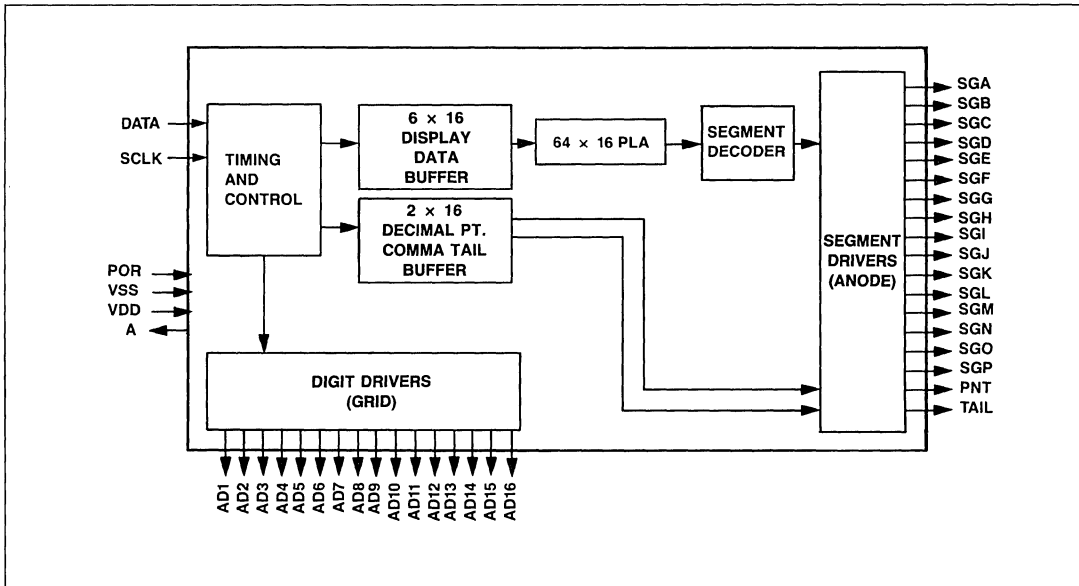 DATA
SCLK
POR
VSS
VDD
A
TIMING
AND
CONTROL
6 × 16
DISPLAY
DATA
BUFFER
2 × 16
DECIMAL PT.
COMMA TAIL
BUFFER
64 × 16 PLA
SEGMENT
DECODER
SEGMENT
DRIVERS
(ANODE)
DIGIT DRIVERS
(GRID)
SGA
SGB
SGC
SGD
SGE
SGF
SGG
SGH
SGI
SGJ
SGK
SGL
SGM
SGN
SGO
SGP
PNT
TAIL
AD1
AD2
AD3
AD4
AD5
AD6
AD7
AD8
AD9
AD10
AD11
AD12
AD13
AD14
AD15
AD16